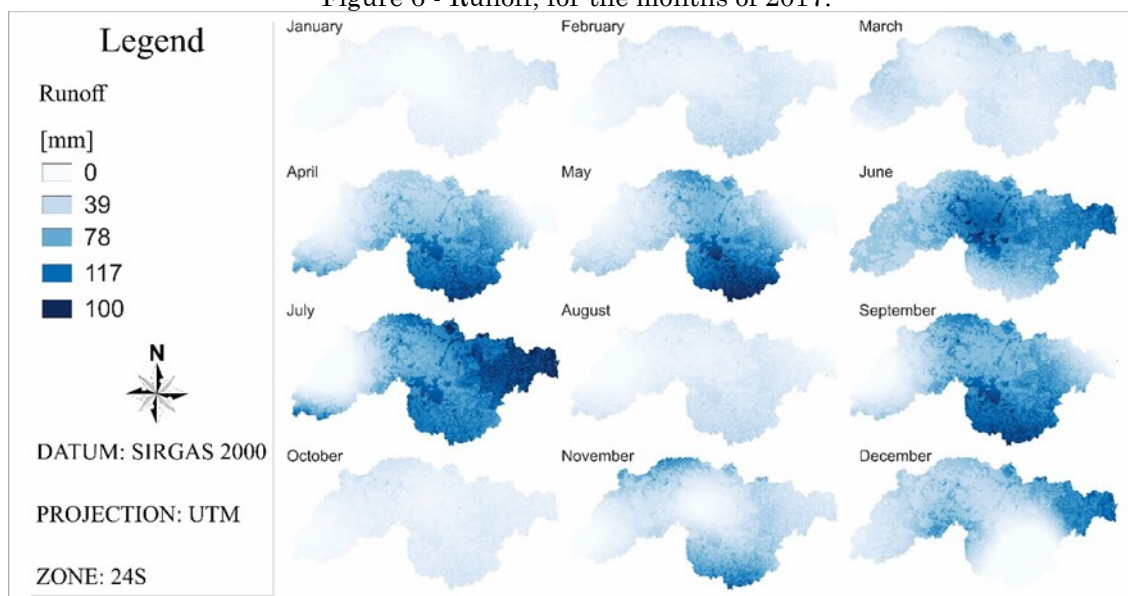 Figure 6 - Runoff, for the months of 2017.
Legend
Runoff
[mm]
0
39
78
117
100
N
DATUM: SIRGAS 2000
PROJECTION: UTM
ZONE: 24S
January
February
March
April
May
June
July
August
September
October
November
December